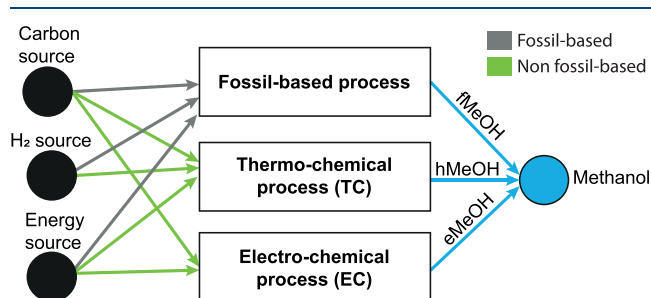 Carbon
source
Fossil-based
Non fossil-based
Fossil-based process
fMeOH
H₂ source
Thermo-chemical
process (TC)
hMeOH
Methanol
Energy
source
Electro-chemical
process (EC)
eMeOH